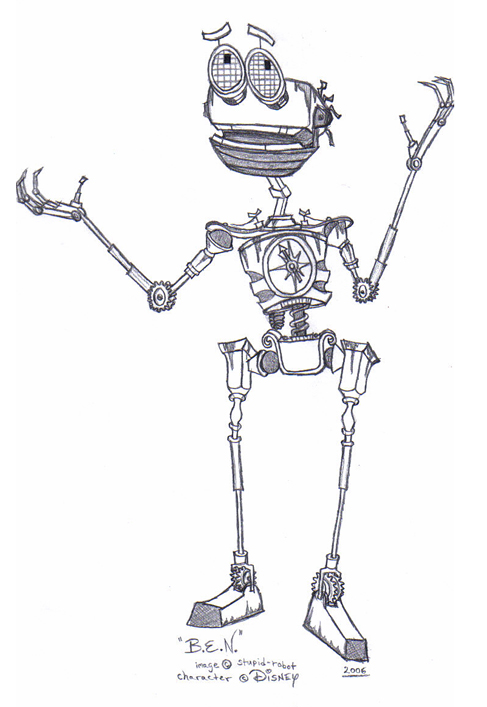 "B.E.N."
image © stupid-robot
character © Disney
2006